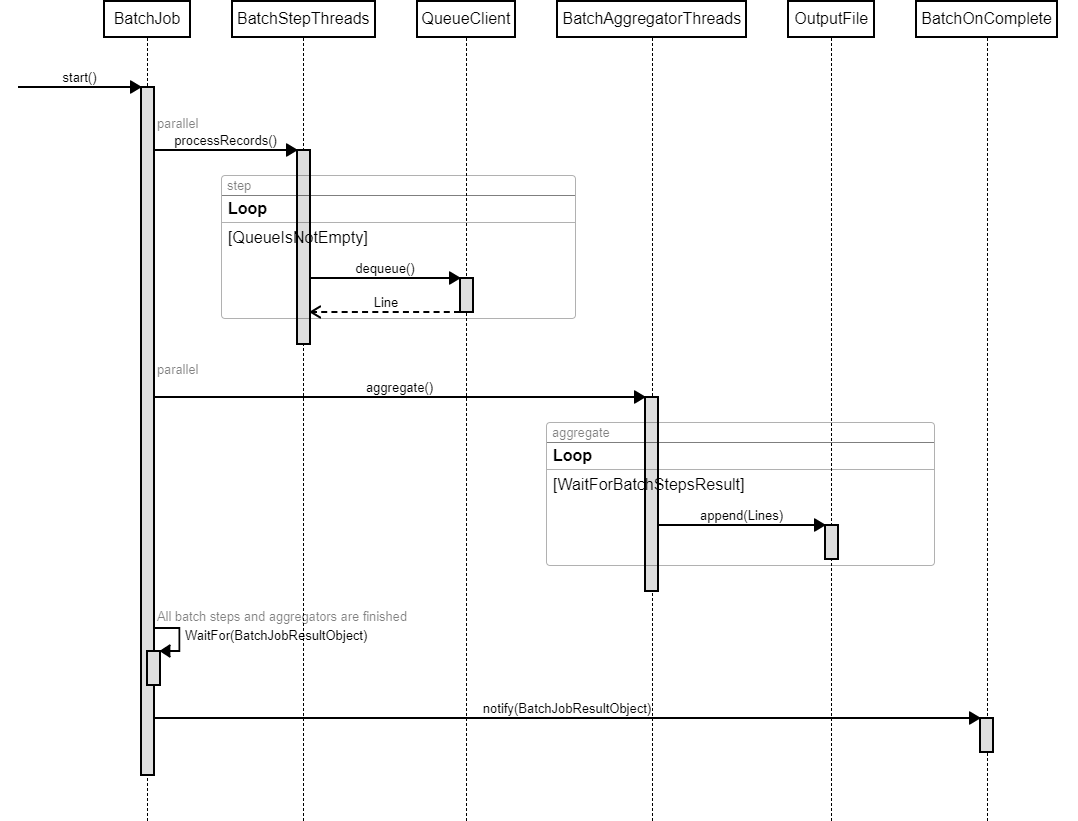 BatchJob
BatchStepThreads
QueueClient
BatchAggregatorThreads
OutputFile
BatchOnComplete
start()
parallel
processRecords()
step
Loop
[QueueIsNotEmpty]
dequeue()
Line
parallel
aggregate()
aggregate
Loop
[WaitForBatchStepsResult]
append(Lines)
All batch steps and aggregators are finished
WaitFor(BatchJobResultObject)
notify(BatchJobResultObject)